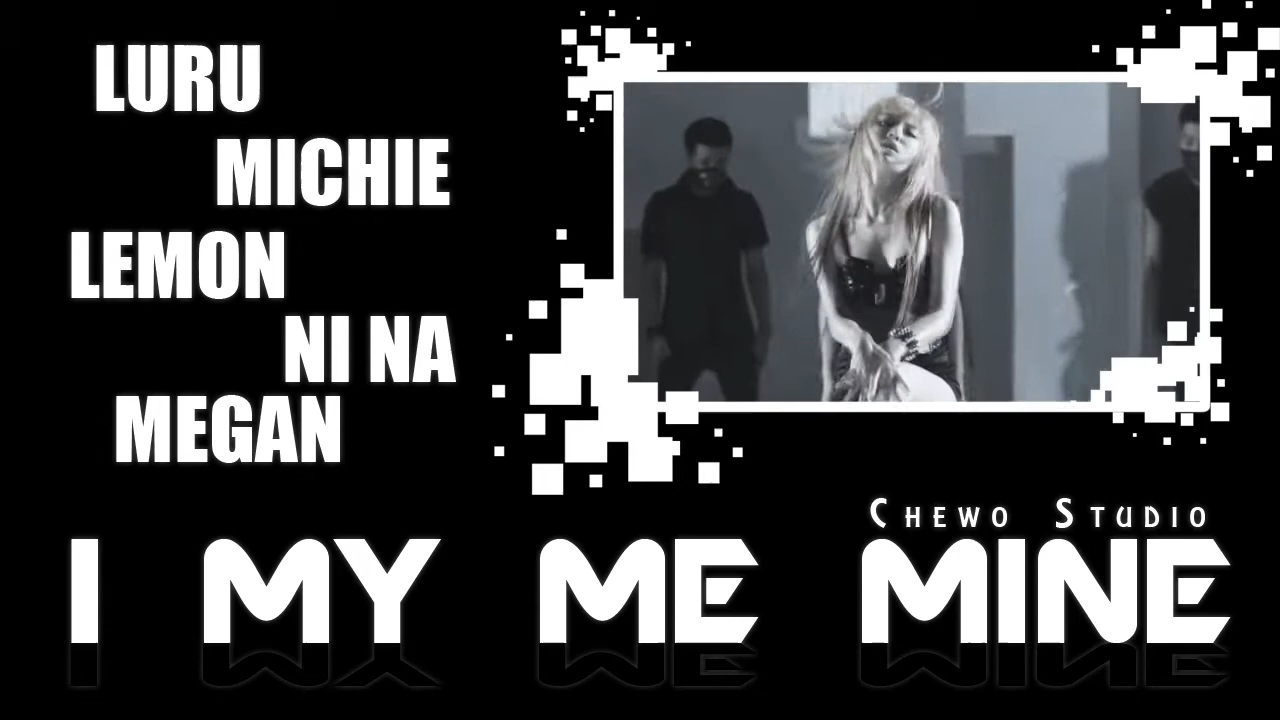 LURU
MICHIE
LEMON
NI NA
MEGAN
CHEWO STUDIO
I MY ME MINE